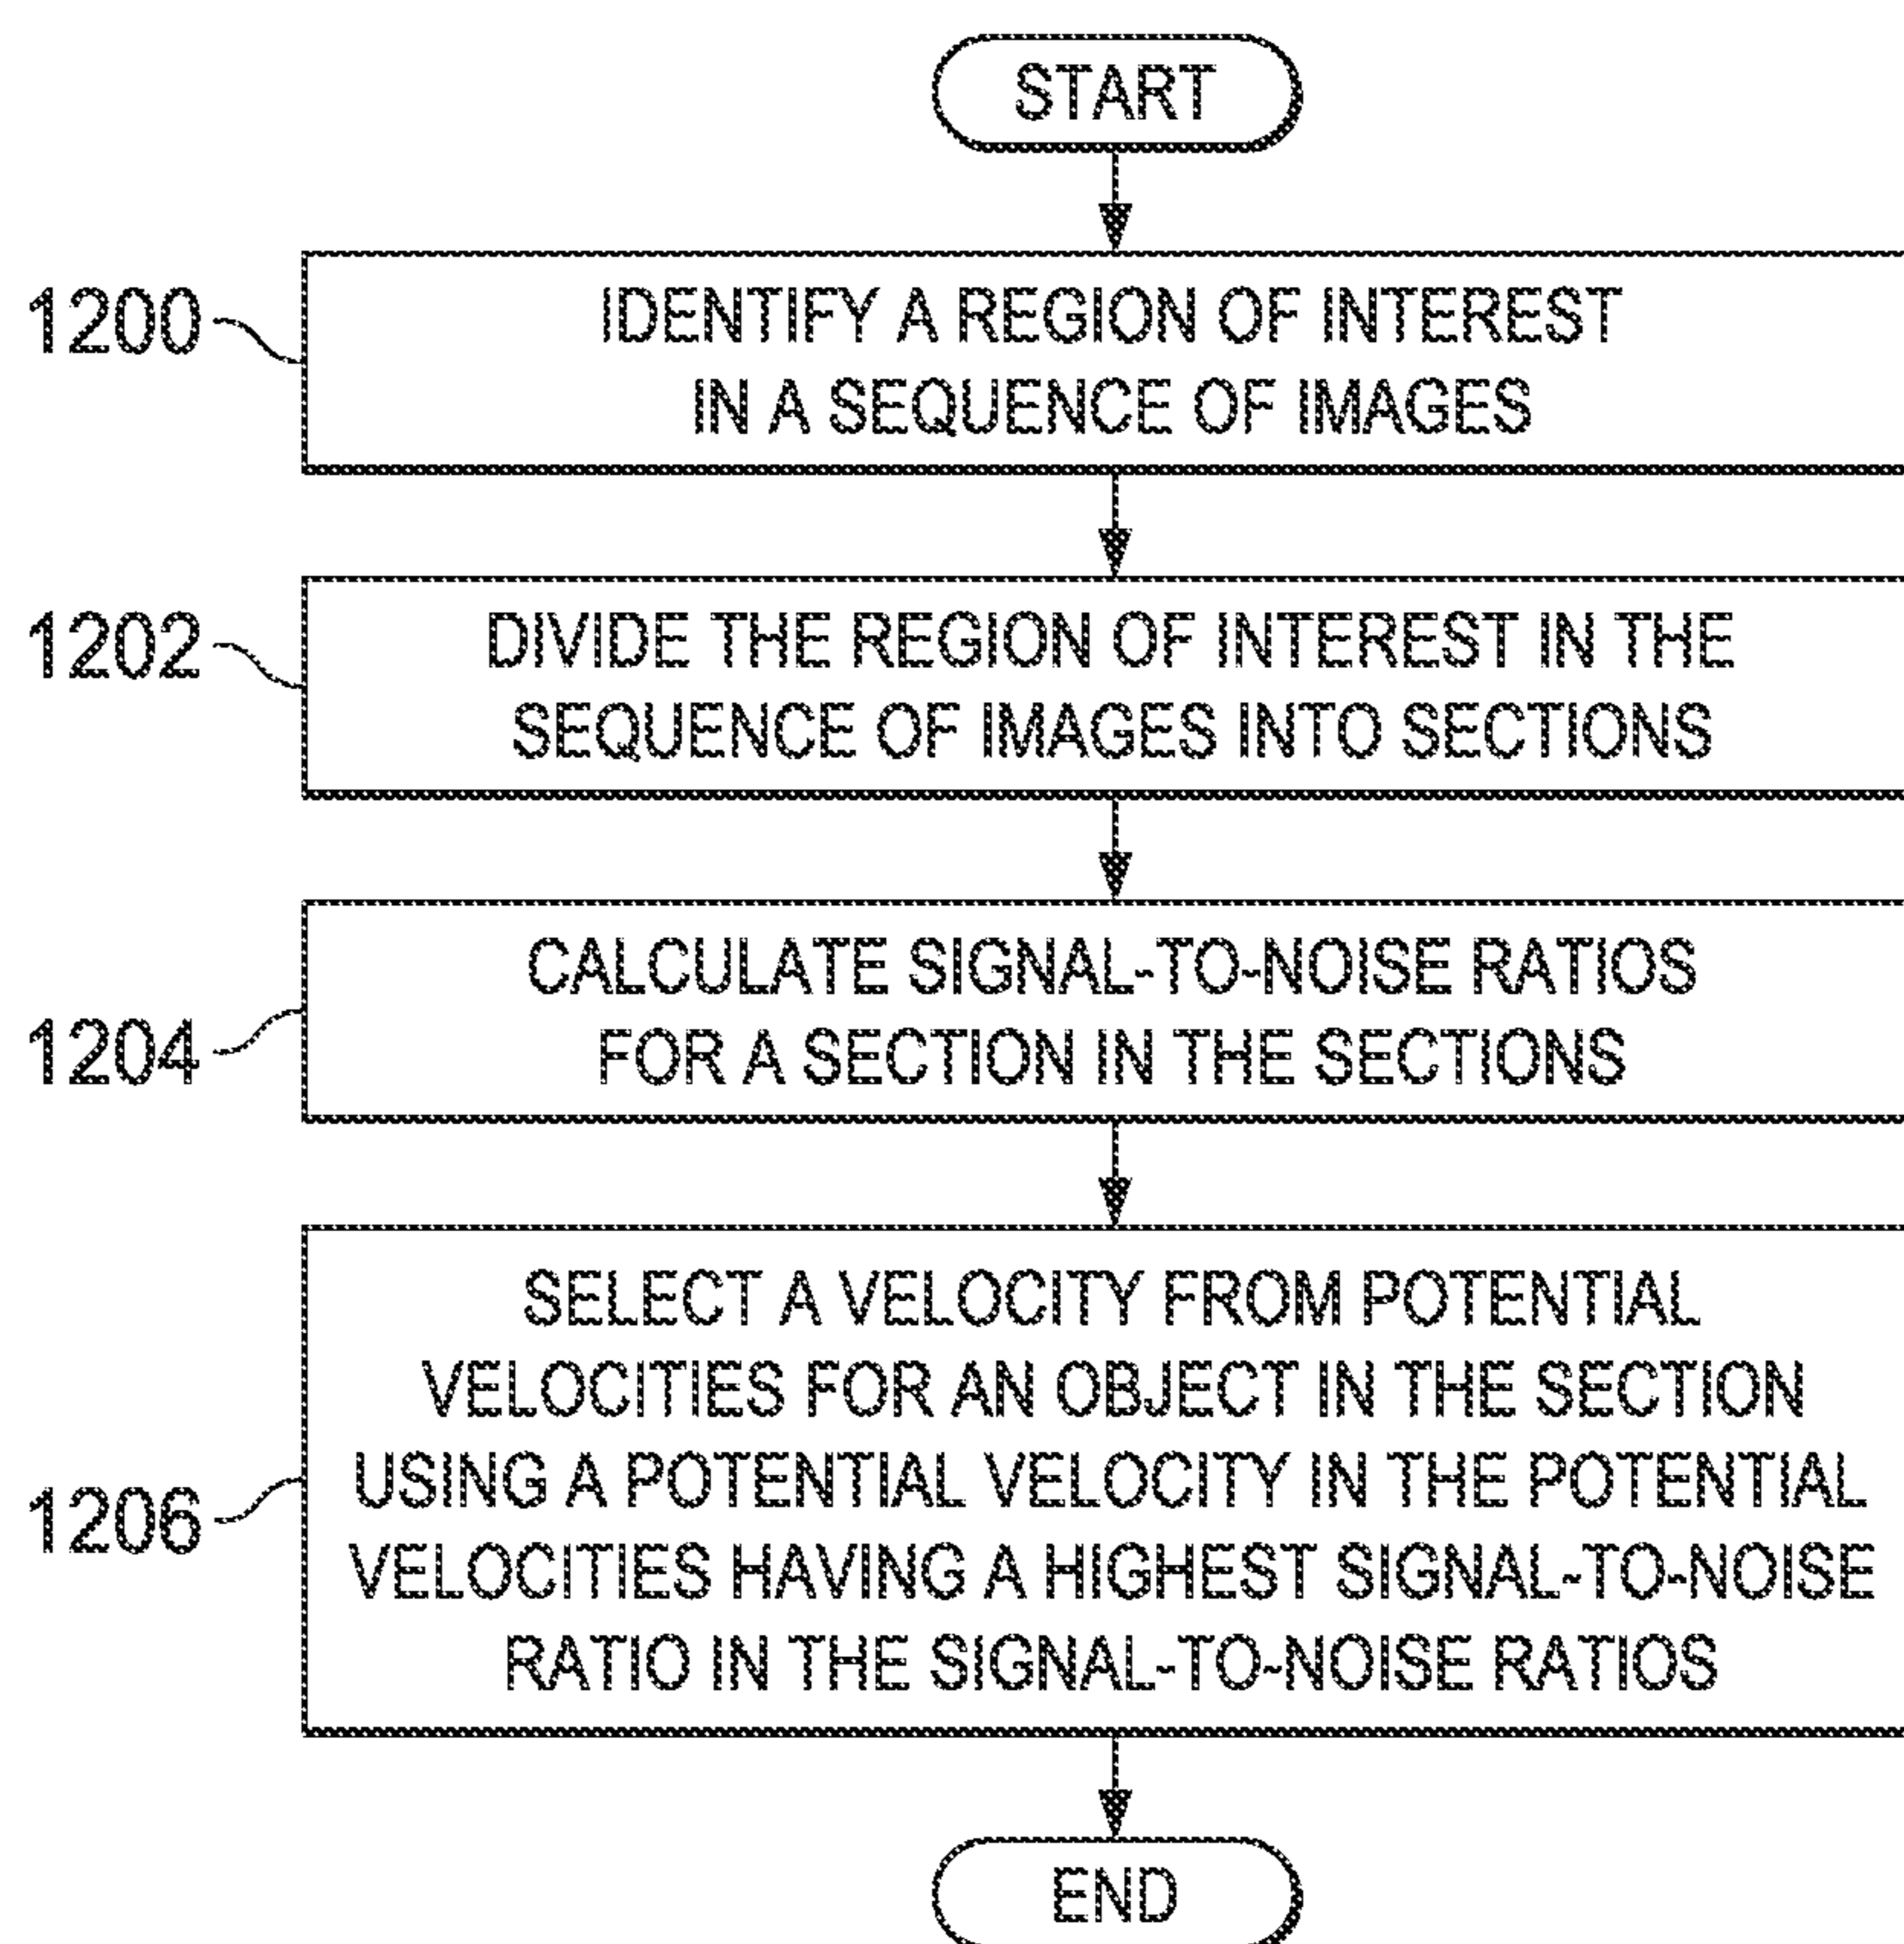 START
1200
IDENTIFY A REGION OF INTEREST
IN A SEQUENCE OF IMAGES
1202
DIVIDE THE REGION OF INTEREST IN THE
SEQUENCE OF IMAGES INTO SECTIONS
1204
CALCULATE SIGNAL-TO-NOISE RATIOS
FOR A SECTION IN THE SECTIONS
1206
SELECT A VELOCITY FROM POTENTIAL
VELOCITIES FOR AN OBJECT IN THE SECTION
USING A POTENTIAL VELOCITY IN THE POTENTIAL
VELOCITIES HAVING A HIGHEST SIGNAL-TO-NOISE
RATIO IN THE SIGNAL-TO-NOISE RATIOS
END